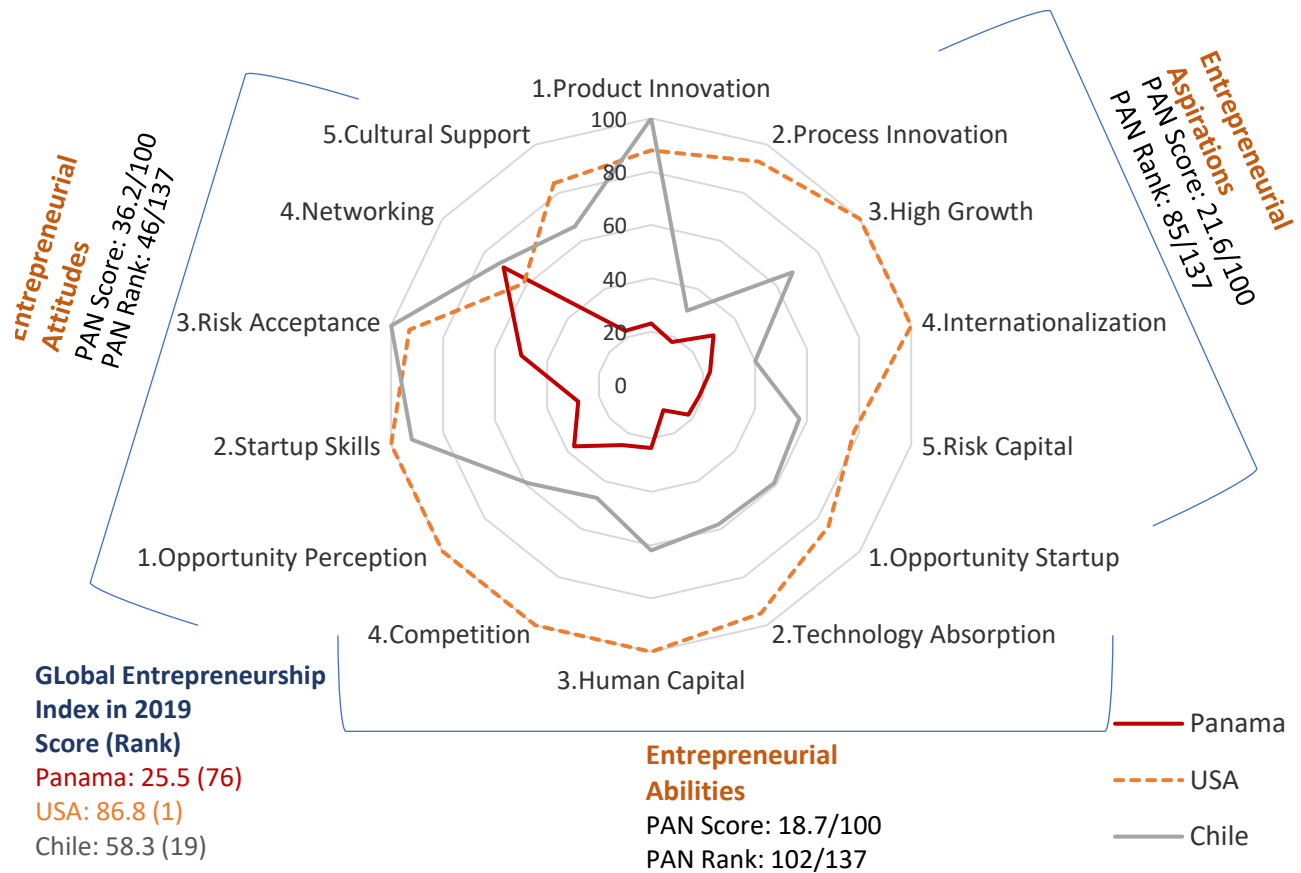 1.Product Innovation
2.Process Innovation
3.High Growth
4.Internationalization
5.Risk Capital
1.Opportunity Startup
2.Technology Absorption
3.Human Capital
4.Competition
1.Opportunity Perception
2.Startup Skills
3.Risk Acceptance
4.Networking
5.Cultural Support
100
80
60
40
20
0
Entrepreneurial
Attitudes
PAN Score: 36.2/100
PAN Rank: 46/137
Entrepreneurial
Aspirations
PAN Score: 21.6/100
PAN Rank: 85/137
GLobal Entrepreneurship
Index in 2019
Score (Rank)
Panama: 25.5 (76)
USA: 86.8 (1)
Chile: 58.3 (19)
Entrepreneurial
Abilities
PAN Score: 18.7/100
PAN Rank: 102/137
Panama
USA
Chile